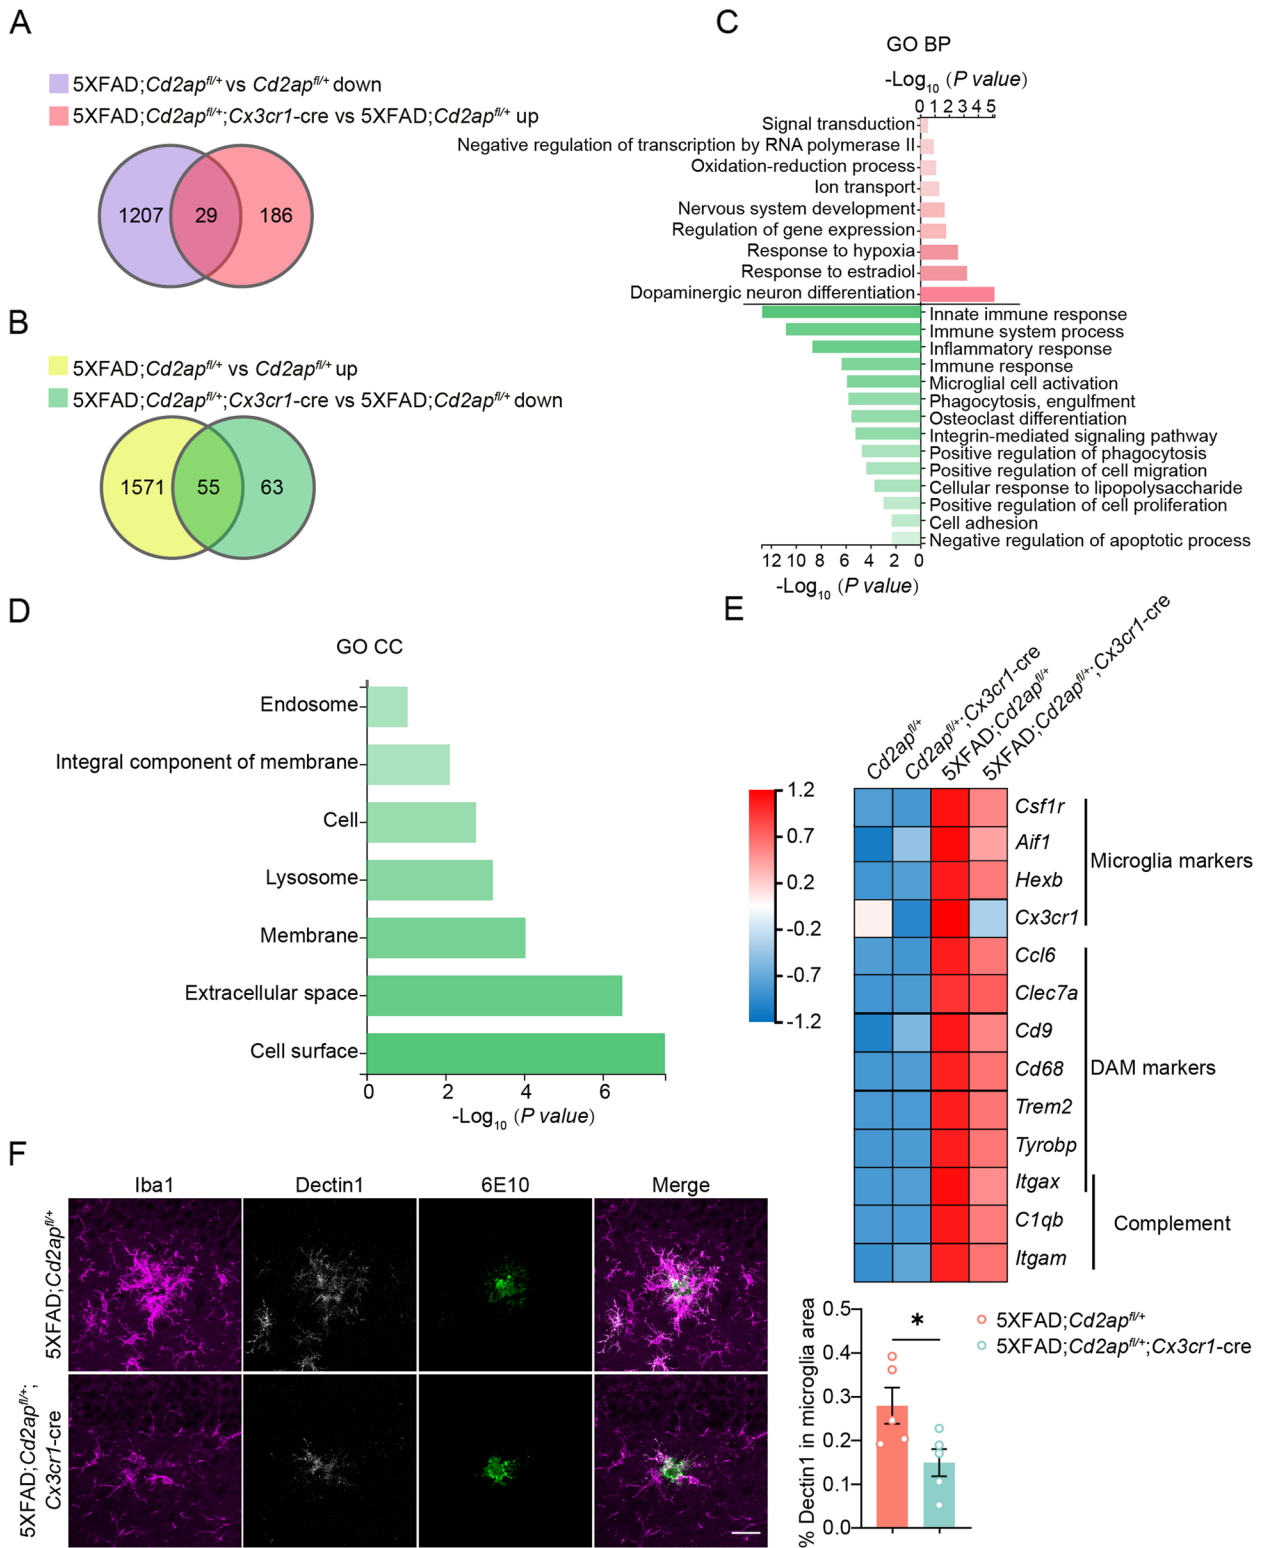 A
5XFAD;Cd2apfl/+ vs Cd2apfl/+ down
5XFAD;Cd2apfl/+;Cx3cr1-cre vs 5XFAD;Cd2apfl/+ up
1207 29 186
B
5XFAD;Cd2apfl/+ vs Cd2apfl/+ up
5XFAD;Cd2apfl/+;Cx3cr1-cre vs 5XFAD;Cd2apfl/+ down
1571 55 63
C
GO BP
-Log10 (P value)
0 1 2 3 4 5
Signal transduction
Negative regulation of transcription by RNA polymerase II
Oxidation-reduction process
Ion transport
Nervous system development
Regulation of gene expression
Response to hypoxia
Response to estradiol
Dopaminergic neuron differentiation
Innate immune response
Immune system process
Inflammatory response
Immune response
Microglial cell activation
Phagocytosis, engulfment
Osteoclast differentiation
Integrin-mediated signaling pathway
Positive regulation of phagocytosis
Positive regulation of cell migration
Cellular response to lipopolysaccharide
Positive regulation of cell proliferation
Cell adhesion
Negative regulation of apoptotic process
12 10 8 6 4 2 0
-Log10 (P value)
D
GO CC
Endosome
Integral component of membrane
Cell
Lysosome
Membrane
Extracellular space
Cell surface
0 2 4 6
-Log10 (P value)
E
Cd2apfl/+
Cd2apfl/+;Cx3cr1-cre
5XFAD;Cd2apfl/+
5XFAD;Cd2apfl/+;Cx3cr1-cre
1.2
0.7
0.2
-0.2
-0.7
-1.2
Csf1r
Aif1
Hexb
Cx3cr1
Ccl6
Clec7a
Cd9
Cd68
Trem2
Tyrobp
Itgax
C1qb
Itgam
Microglia markers
DAM markers
Complement
F
Iba1 Dectin1 6E10 Merge
5XFAD;Cd2apfl/+
5XFAD;Cd2apfl/+;
Cx3cr1-cre
% Dectin1 in microglia area
0.5
0.4
0.3
0.2
0.1
0.0
*
5XFAD;Cd2apfl/+
5XFAD;Cd2apfl/+;Cx3cr1-cre